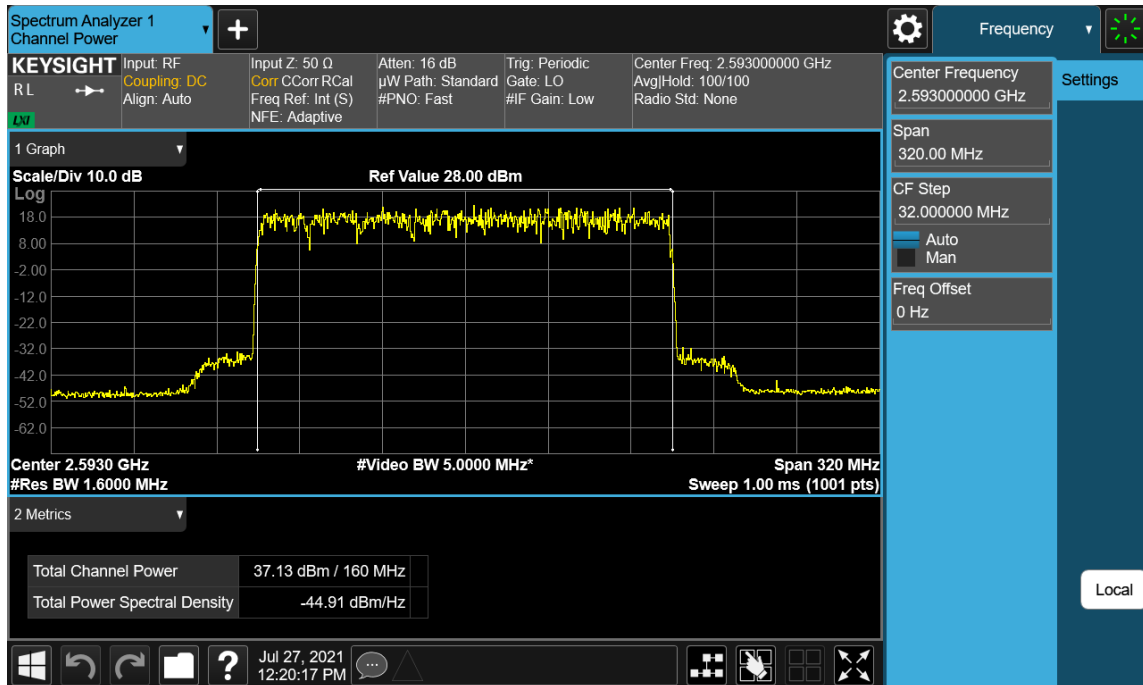 Spectrum Analyzer 1
Channel Power
Frequency
KEYSIGHT
R L
LXI
Input: RF
Coupling: DC
Align: Auto
Input Z: 50 Ω
Corr CCorr RCal
Freq Ref: Int (S)
NFE: Adaptive
Atten: 16 dB
µW Path: Standard
#PNO: Fast
Trig: Periodic
Gate: LO
#IF Gain: Low
Center Freq: 2.593000000 GHz
Avg|Hold: 100/100
Radio Std: None
Center Frequency
2.593000000 GHz
Settings
Span
320.00 MHz
CF Step
32.000000 MHz
Auto
Man
Freq Offset
0 Hz
Local
1 Graph
Scale/Div 10.0 dB
Ref Value 28.00 dBm
Log
18.0
8.00
-2.00
-12.0
-22.0
-32.0
-42.0
-52.0
-62.0
Center 2.5930 GHz
#Video BW 5.0000 MHz*
Span 320 MHz
#Res BW 1.6000 MHz
Sweep 1.00 ms (1001 pts)
2 Metrics
Total Channel Power 37.13 dBm / 160 MHz
Total Power Spectral Density -44.91 dBm/Hz
?
Jul 27, 2021
12:20:17 PM